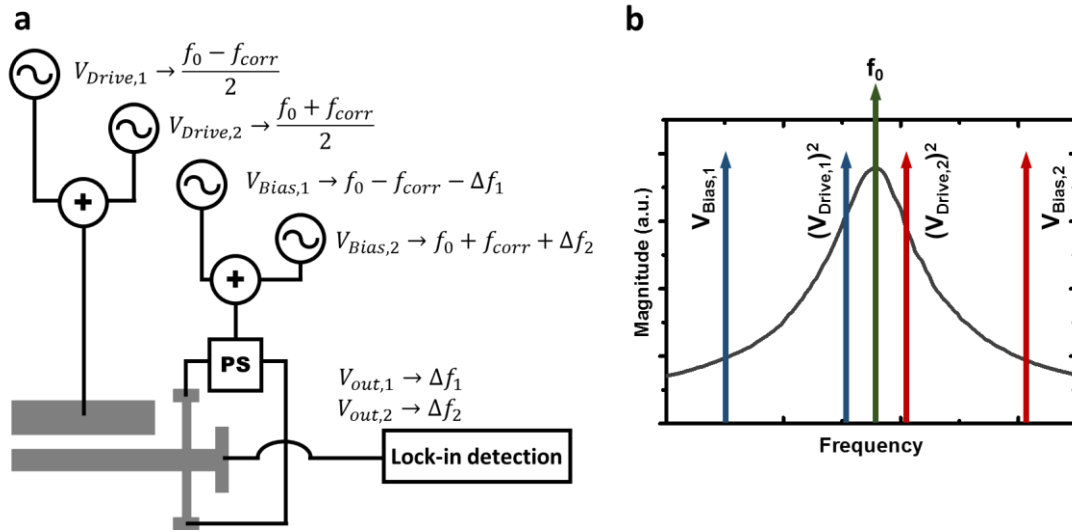 a
V_{Drive,1} → \frac{f_0 - f_{corr}}{2}
V_{Drive,2} → \frac{f_0 + f_{corr}}{2}
V_{Bias,1} → f_0 - f_{corr} - Δf_1
V_{Bias,2} → f_0 + f_{corr} + Δf_2
+
+
PS
V_{out,1} → Δf_1
V_{out,2} → Δf_2
Lock-in detection
b
f_0
V_{Bias,1}
(V_{Drive,1})^2
(V_{Drive,2})^2
V_{Bias,2}
Magnitude (a.u.)
Frequency